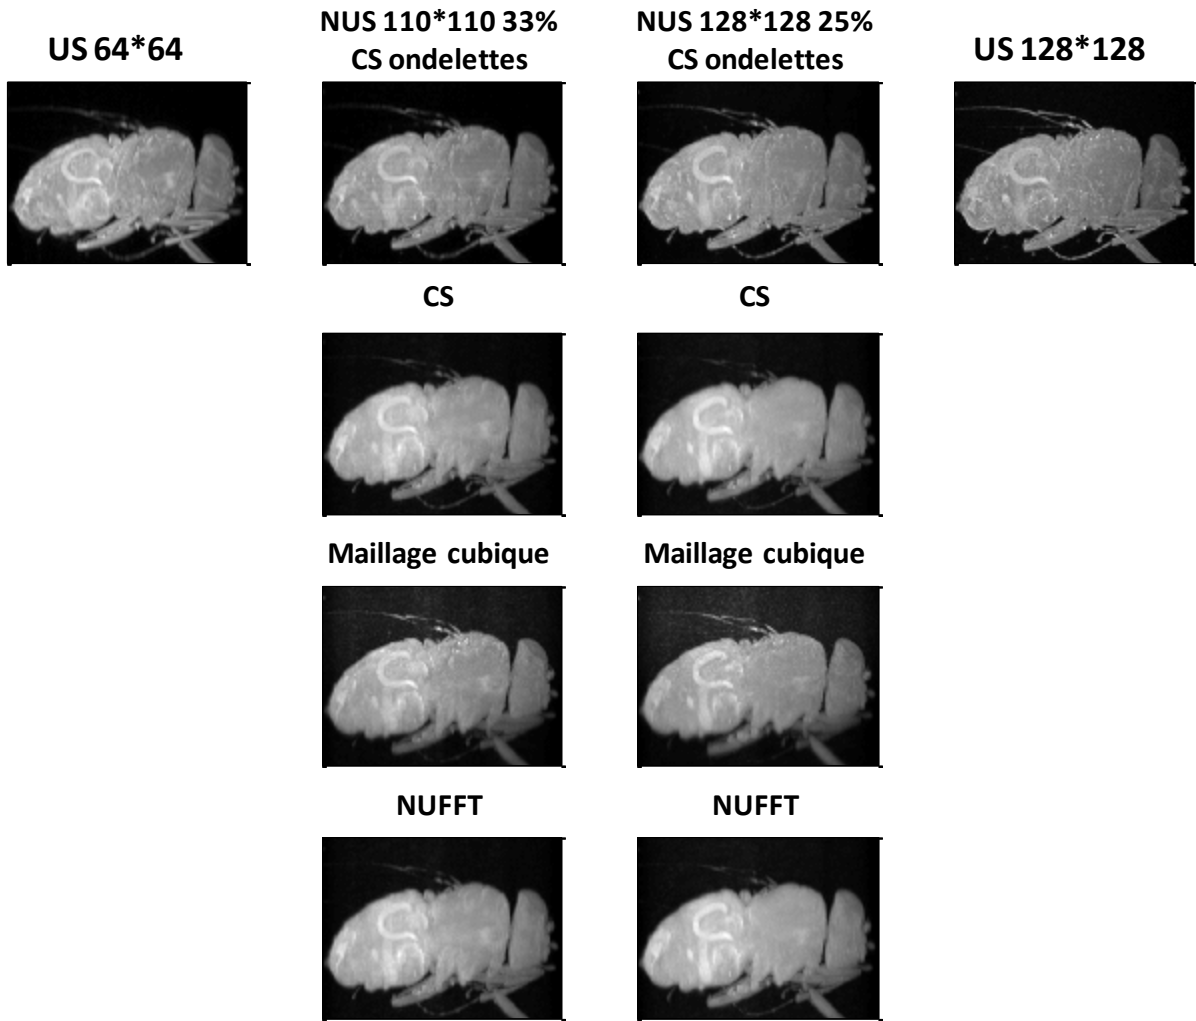 US 64*64
NUS 110*110 33%
CS ondelettes
NUS 128*128 25%
CS ondelettes
US 128*128
CS
CS
Maillage cubique
Maillage cubique
NUFFT
NUFFT